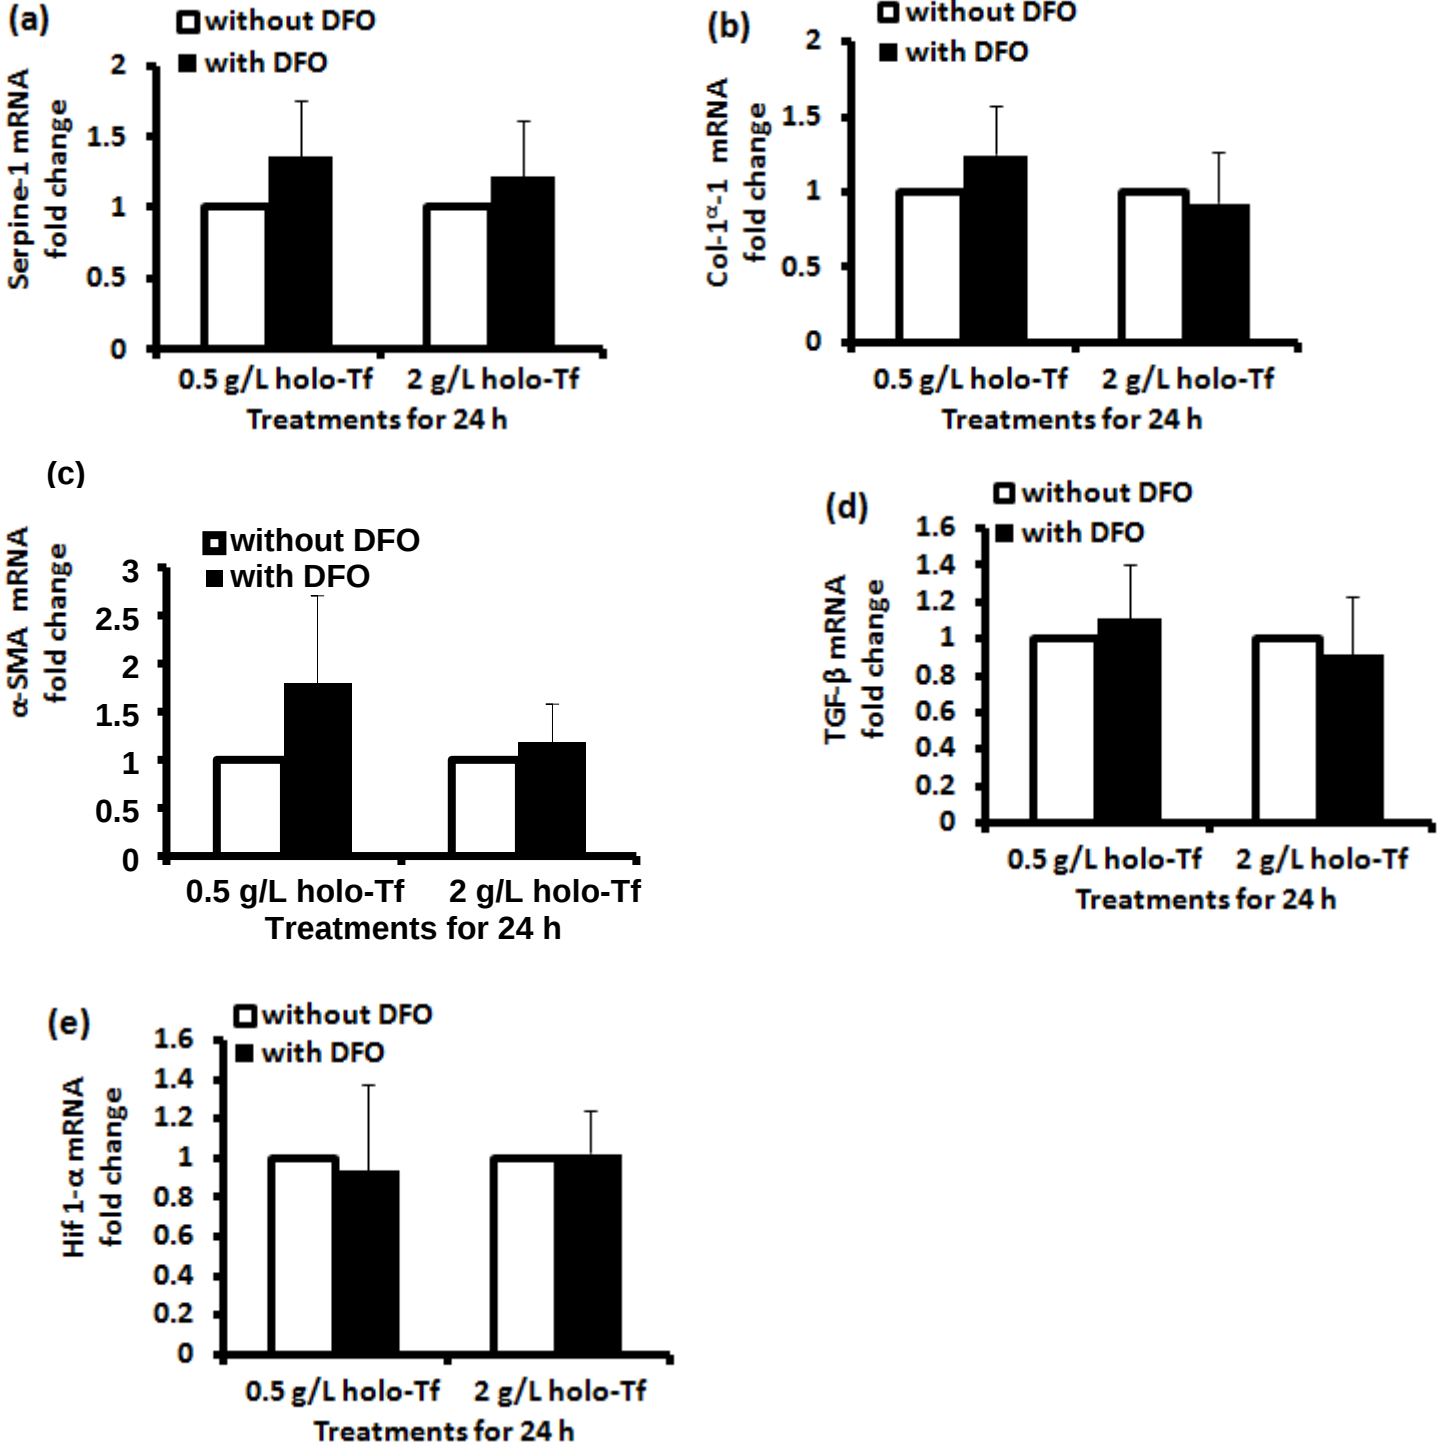 (a)
without DFO
with DFO
Serpine-1 mRNA
fold change
2
1.5
1
0.5
0
0.5 g/L holo-Tf 2 g/L holo-Tf
Treatments for 24 h
(b)
without DFO
with DFO
Col-1α-1 mRNA
fold change
2
1.5
1
0.5
0
0.5 g/L holo-Tf 2 g/L holo-Tf
Treatments for 24 h
(c)
without DFO
with DFO
α-SMA mRNA
fold change
3
2.5
2
1.5
1
0.5
0
0.5 g/L holo-Tf 2 g/L holo-Tf
Treatments for 24 h
(d)
without DFO
with DFO
TGF-β mRNA
fold change
1.6
1.4
1.2
1
0.8
0.6
0.4
0.2
0
0.5 g/L holo-Tf 2 g/L holo-Tf
Treatments for 24 h
(e)
without DFO
with DFO
Hif 1-α mRNA
fold change
1.6
1.4
1.2
1
0.8
0.6
0.4
0.2
0
0.5 g/L holo-Tf 2 g/L holo-Tf
Treatments for 24 h